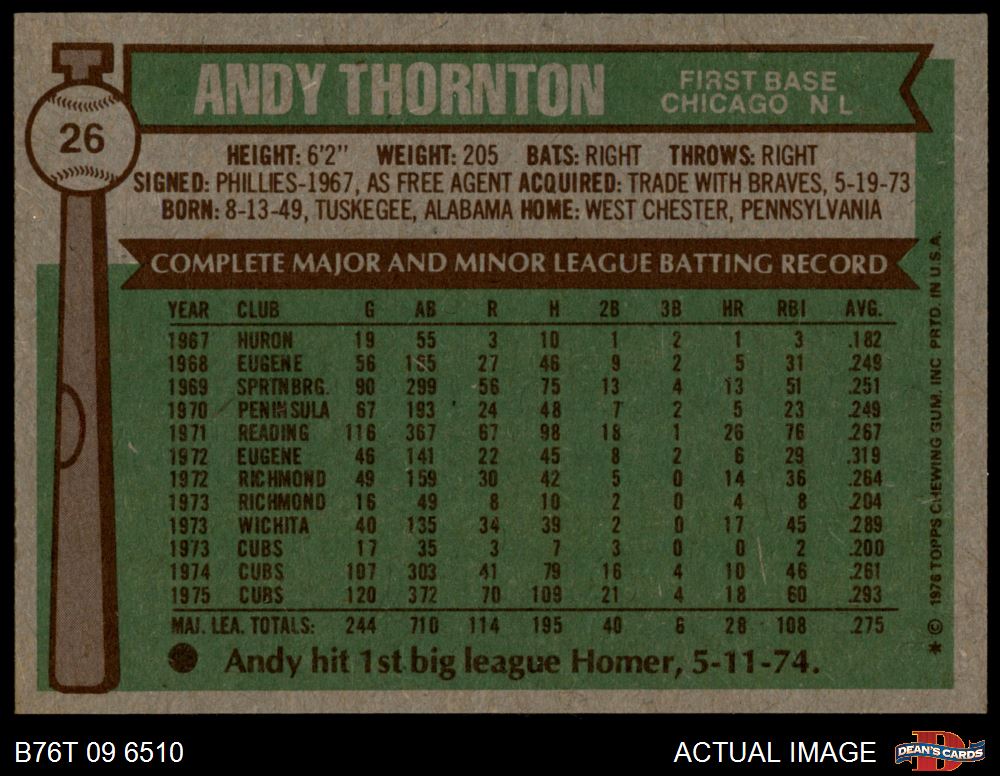 26
ANDY THORNTON
FIRST BASE
CHICAGO N L
HEIGHT: 6'2" WEIGHT: 205 BATS: RIGHT THROWS: RIGHT
SIGNED: PHILLIES-1967, AS FREE AGENT ACQUIRED: TRADE WITH BRAVES, 5-19-73
BORN: 8-13-49, TUSKEGEE, ALABAMA HOME: WEST CHESTER, PENNSYLVANIA
COMPLETE MAJOR AND MINOR LEAGUE BATTING RECORD
YEAR CLUB G AB R H 2B 3B HR RBI AVG.
1967 HURON 19 55 3 10 1 2 1 3 .182
1968 EUGENE 56 185 27 46 9 2 5 31 .249
1969 SPRTNBRG. 90 299 56 75 13 4 13 51 .251
1970 PENINSULA 67 193 24 48 7 2 5 23 .249
1971 READING 116 367 67 98 18 1 26 76 .267
1972 EUGENE 46 141 22 45 8 2 6 29 .319
1972 RICHMOND 49 159 30 42 5 0 14 36 .264
1973 RICHMOND 16 49 8 10 2 0 4 8 .204
1973 WICHITA 40 135 34 39 2 0 17 45 .289
1973 CUBS 17 35 3 7 3 0 0 2 .200
1974 CUBS 107 303 41 79 16 4 10 46 .261
1975 CUBS 120 372 70 109 21 4 18 60 .293
MAJ. LEA. TOTALS: 244 710 114 195 40 8 28 108 .275
Andy hit 1st big league Homer, 5-11-74.
* © 1976 TOPPS CHEWING GUM, INC PRTD. IN U.S.A.
B76T 09 6510
ACTUAL IMAGE
DEAN'S CARDS